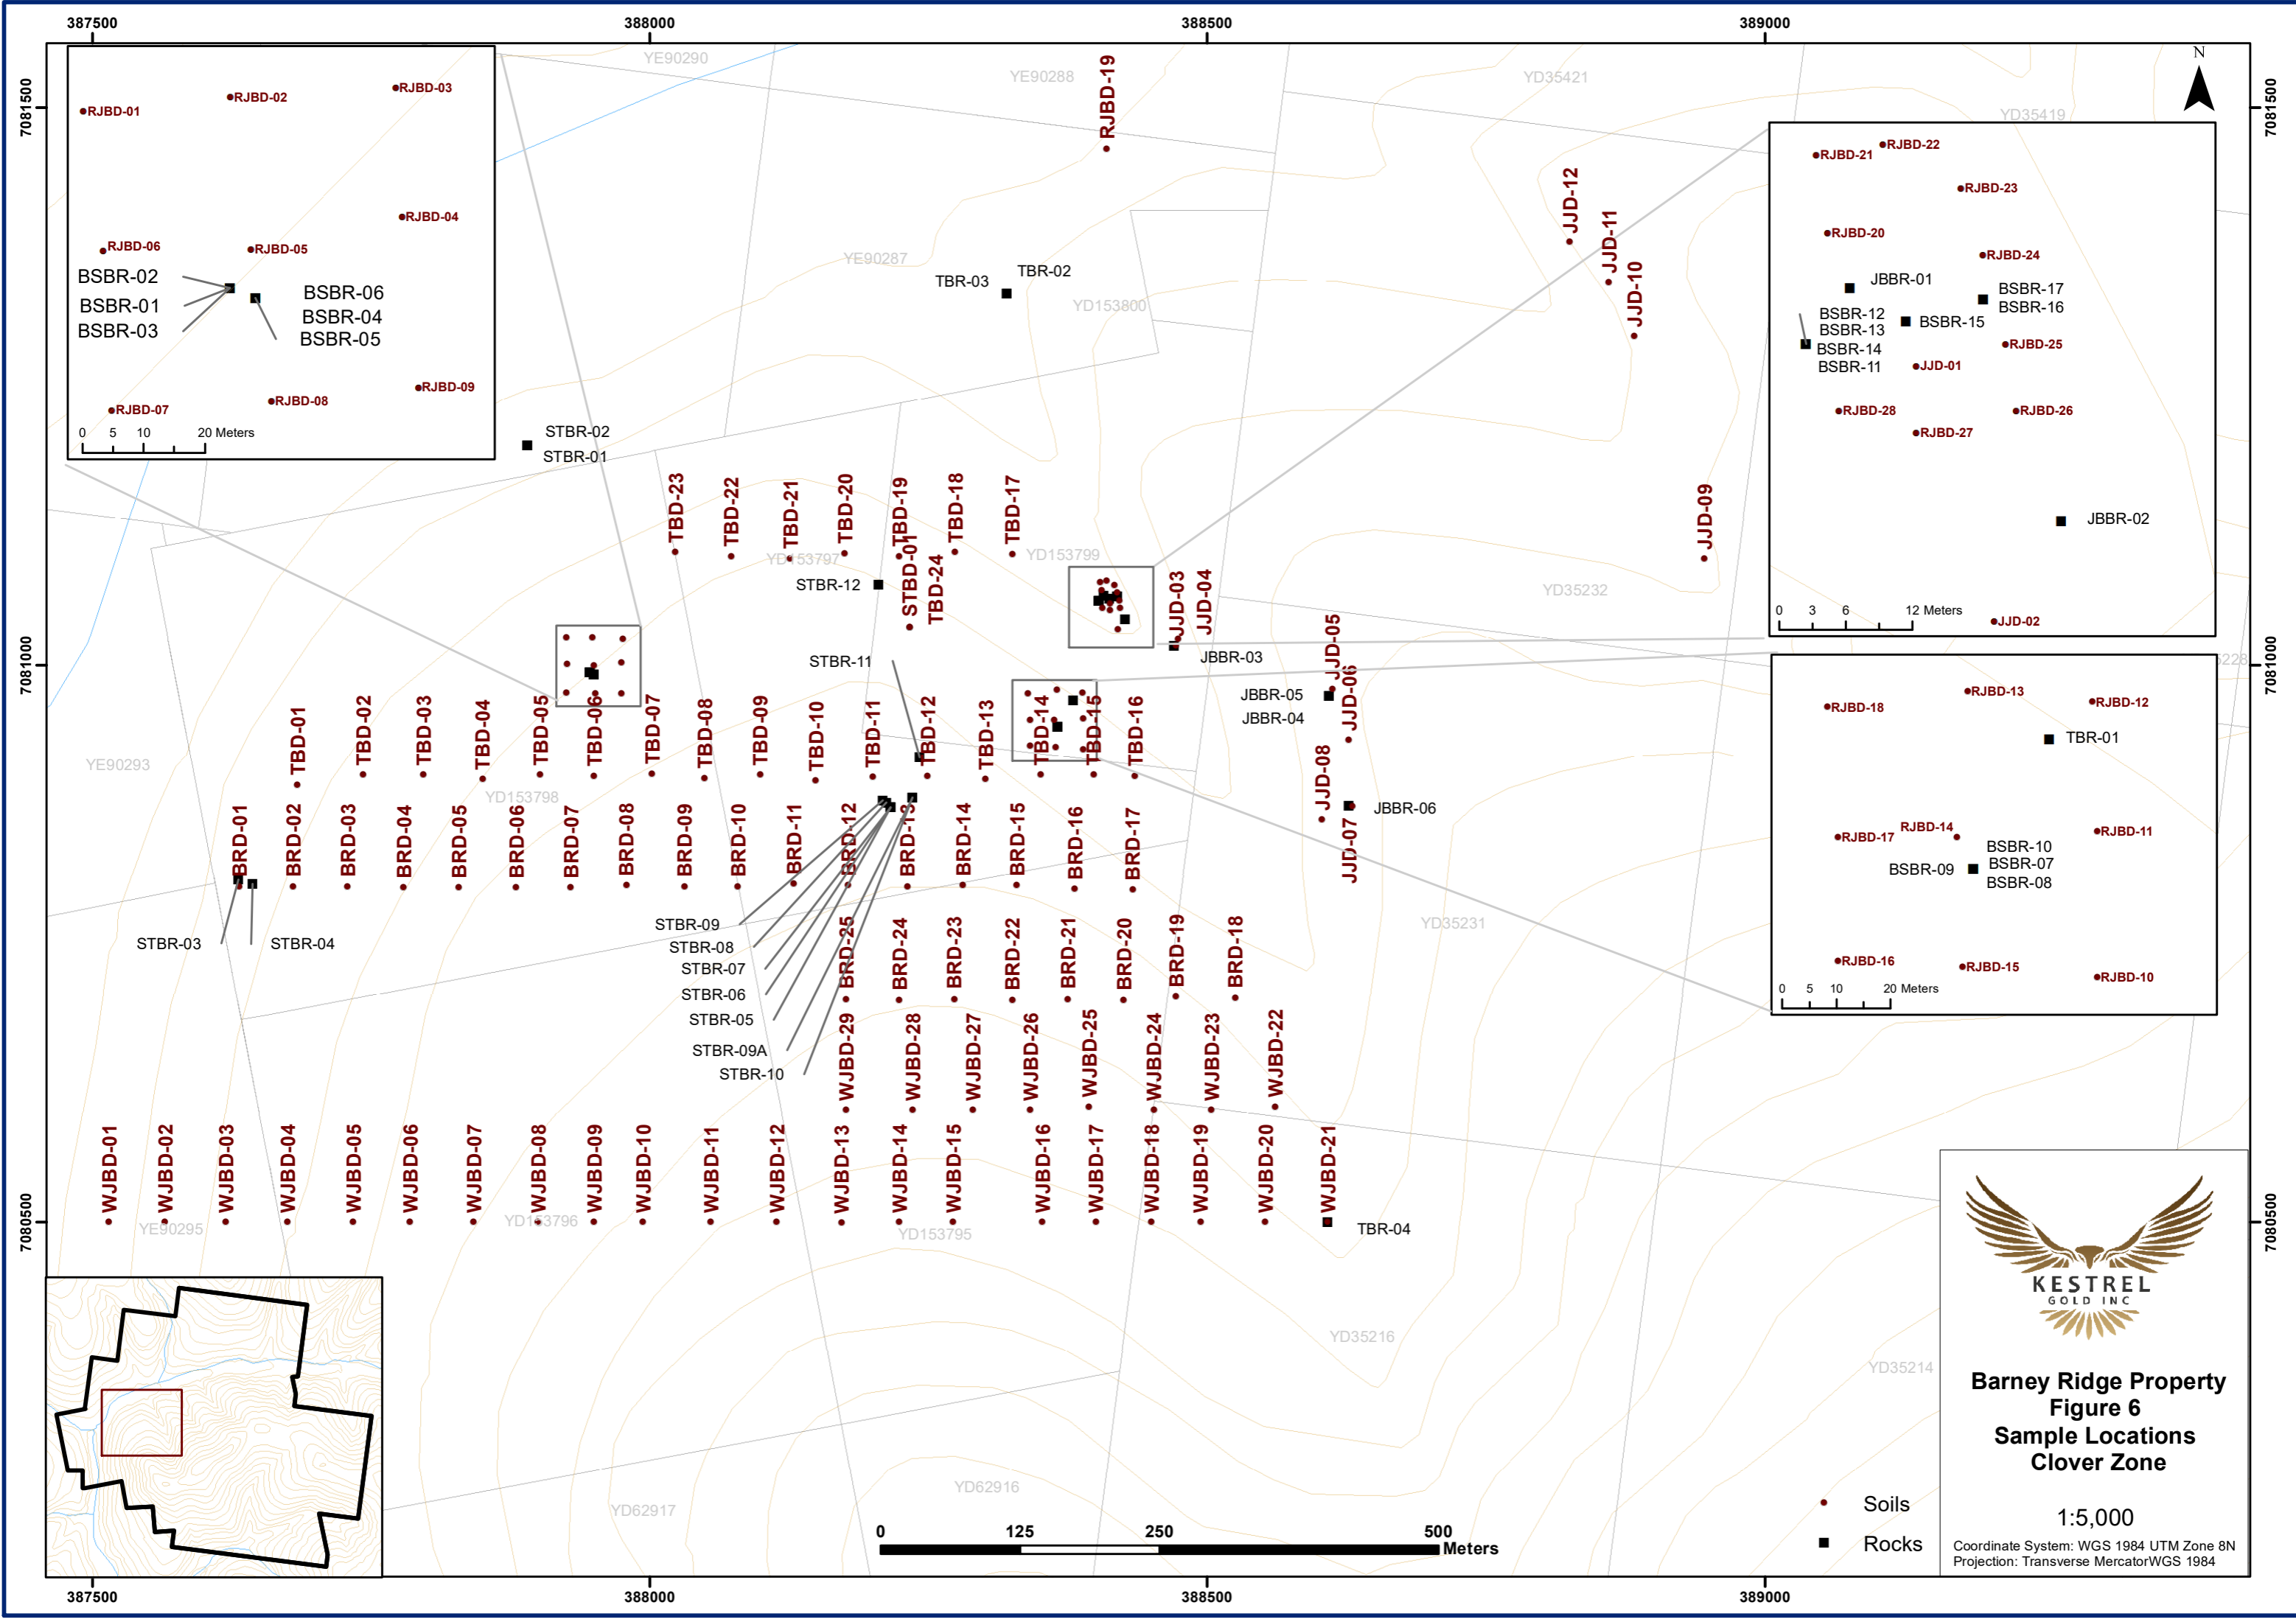 387500
388000
388500
389000
7081500
7081000
7080500
7081500
7081000
7080500
387500
388000
388500
389000
N
YE90290
YE90288
YD35421
YD35419
YE90287
YD153800
YD153797
YD153799
YD35232
YE90293
YD153798
YD35231
YE90295
YD153796
YD153795
YD35216
YD35214
YD62917
YD62916
RJBD-01
RJBD-02
RJBD-03
RJBD-04
RJBD-06
RJBD-05
BSBR-02
BSBR-01
BSBR-03
BSBR-06
BSBR-04
BSBR-05
RJBD-07
RJBD-08
RJBD-09
0 5 10 20 Meters
RJBD-19
JJD-12
JJD-11
JJD-10
JJD-09
TBR-03
TBR-02
STBR-02
STBR-01
TBD-23
TBD-22
TBD-21
TBD-20
TBD-19
TBD-18
TBD-17
STBR-12
STBD-01
TBD-24
STBR-11
JJD-03
JJD-04
JBBR-03
JJD-05
JJD-06
JBBR-05
JBBR-04
JJD-08
JJD-07
JBBR-06
TBD-01
TBD-02
TBD-03
TBD-04
TBD-05
TBD-06
TBD-07
TBD-08
TBD-09
TBD-10
TBD-11
TBD-12
TBD-13
TBD-14
TBD-15
TBD-16
BRD-01
BRD-02
BRD-03
BRD-04
BRD-05
BRD-06
BRD-07
BRD-08
BRD-09
BRD-10
BRD-11
BRD-12
BRD-13
BRD-14
BRD-15
BRD-16
BRD-17
STBR-03
STBR-04
STBR-09
STBR-08
STBR-07
STBR-06
STBR-05
STBR-09A
STBR-10
BRD-25
BRD-24
BRD-23
BRD-22
BRD-21
BRD-20
BRD-19
BRD-18
WJBD-29
WJBD-28
WJBD-27
WJBD-26
WJBD-25
WJBD-24
WJBD-23
WJBD-22
WJBD-01
WJBD-02
WJBD-03
WJBD-04
WJBD-05
WJBD-06
WJBD-07
WJBD-08
WJBD-09
WJBD-10
WJBD-11
WJBD-12
WJBD-13
WJBD-14
WJBD-15
WJBD-16
WJBD-17
WJBD-18
WJBD-19
WJBD-20
WJBD-21
TBR-04
RJBD-21
RJBD-22
RJBD-23
RJBD-20
RJBD-24
JBBR-01
BSBR-17
BSBR-16
BSBR-12
BSBR-13
BSBR-14
BSBR-11
BSBR-15
RJBD-25
JJD-01
RJBD-28
RJBD-26
RJBD-27
JBBR-02
0 3 6 12 Meters
JJD-02
RJBD-18
RJBD-13
RJBD-12
TBR-01
RJBD-17
RJBD-14
RJBD-11
BSBR-10
BSBR-07
BSBR-09
BSBR-08
RJBD-16
RJBD-15
RJBD-10
0 5 10 20 Meters
0 125 250 500
Meters
Soils
Rocks
KESTREL
GOLD INC
Barney Ridge Property
Figure 6
Sample Locations
Clover Zone
1:5,000
Coordinate System: WGS 1984 UTM Zone 8N
Projection: Transverse MercatorWGS 1984